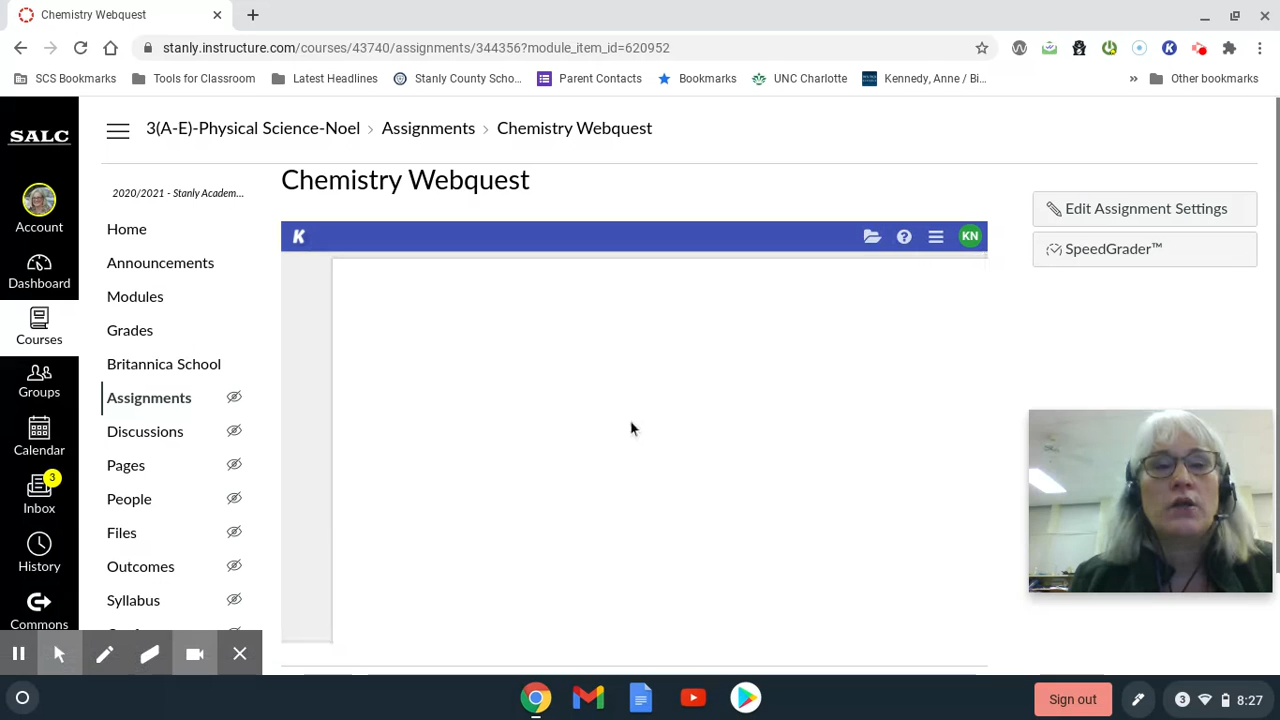 Chemistry Webquest
stanly.instructure.com/courses/43740/assignments/344356?module_item_id=620952
SCS Bookmarks
Tools for Classroom
Latest Headlines
Stanly County Scho...
Parent Contacts
Bookmarks
UNC Charlotte
Kennedy, Anne / Bi...
»
Other bookmarks
SALC
3(A-E)-Physical Science-Noel › Assignments › Chemistry Webquest
Account
Dashboard
Courses
Groups
Calendar
3
Inbox
History
Commons
2020/2021 - Stanly Academ...
Home
Announcements
Modules
Grades
Britannica School
Assignments
Discussions
Pages
People
Files
Outcomes
Syllabus
Chemistry Webquest
K
KN
Edit Assignment Settings
SpeedGrader™
Sign out
3
8:27